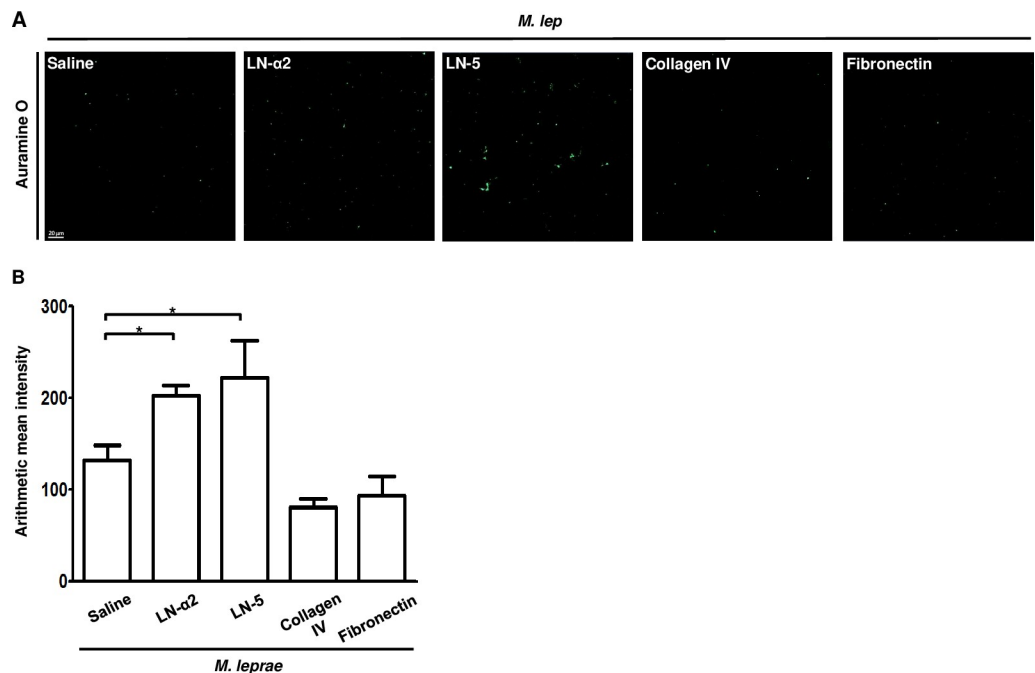 A
M. lep
Auramine O
Saline
LN-α2
LN-5
Collagen IV
Fibronectin
20 µm
B
Arithmetic mean intensity
300
200
100
0
*
*
Saline
LN-α2
LN-5
Collagen
IV
Fibronectin
M. leprae